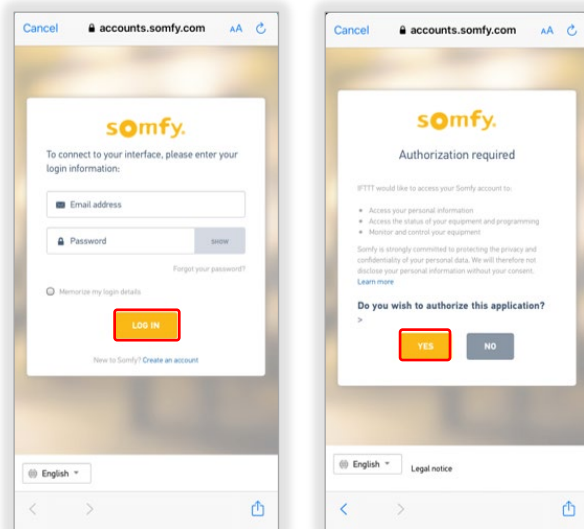 Cancel accounts.somfy.com AA
somfy.
To connect to your interface, please enter your
login information:
Email address
Password SHOW
Forgot your password?
Memorize my login details
LOG IN
New to Somfy? Create an account
English
Cancel accounts.somfy.com AA
somfy.
Authorization required
IFTTT would like to access your Somfy account to:
Access your personal information
Access the status of your equipment and programming
Monitor and control your equipment
Somfy is strongly committed to protecting the privacy and
confidentiality of your personal data. We will therefore not
disclose your personal information without your consent.
Learn more
Do you wish to authorize this application?
>
YES NO
English Legal notice